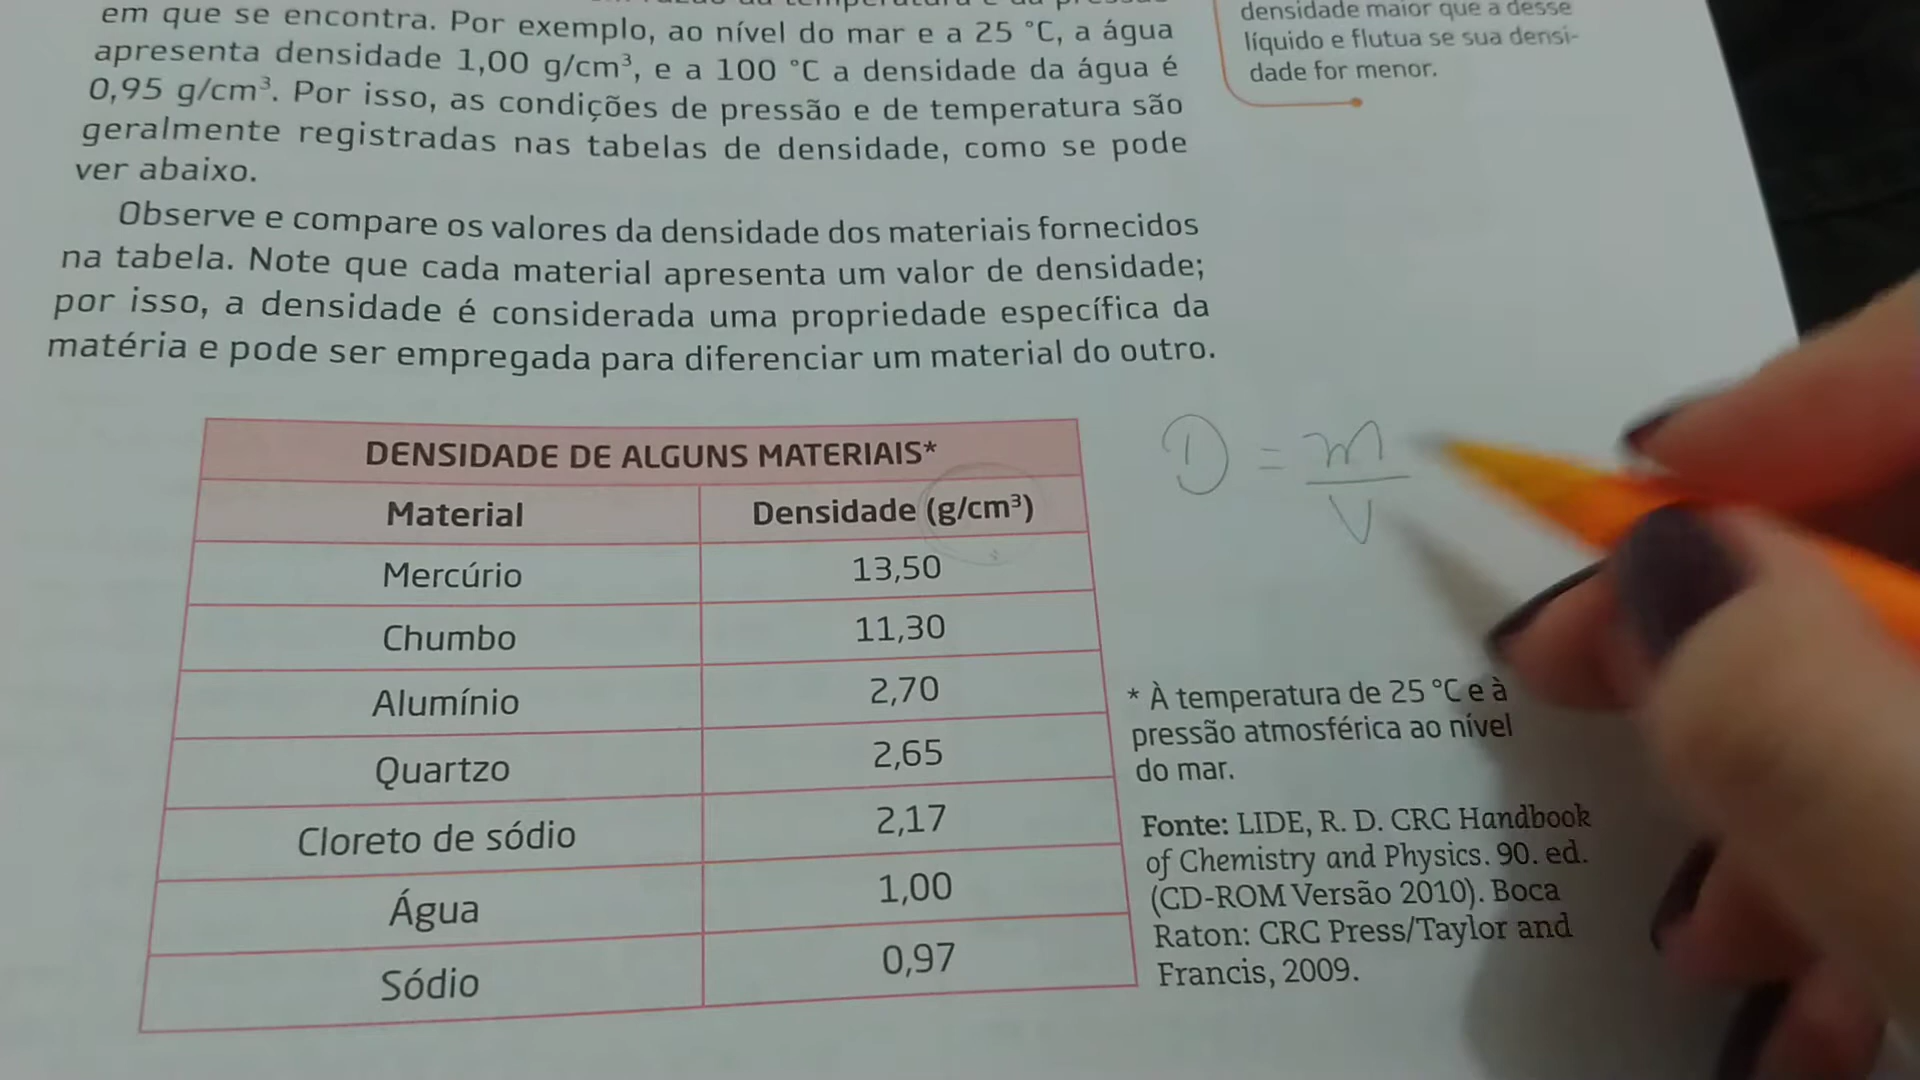 em que se encontra. Por exemplo, ao nível do mar e a 25 °C, a água
apresenta densidade 1,00 g/cm³, e a 100 °C a densidade da água é
0,95 g/cm³. Por isso, as condições de pressão e de temperatura são
geralmente registradas nas tabelas de densidade, como se pode
ver abaixo.
Observe e compare os valores da densidade dos materiais fornecidos
na tabela. Note que cada material apresenta um valor de densidade;
por isso, a densidade é considerada uma propriedade específica da
matéria e pode ser empregada para diferenciar um material do outro.
densidade maior que a desse
líquido e flutua se sua densi-
dade for menor.
DENSIDADE DE ALGUNS MATERIAIS*
Material Densidade (g/cm³)
Mercúrio 13,50
Chumbo 11,30
Alumínio 2,70
Quartzo 2,65
Cloreto de sódio 2,17
Água 1,00
Sódio 0,97
D = m
V
* À temperatura de 25 °C e à
pressão atmosférica ao nível
do mar.
Fonte: LIDE, R. D. CRC Handbook
of Chemistry and Physics. 90. ed.
(CD-ROM Versão 2010). Boca
Raton: CRC Press/Taylor and
Francis, 2009.